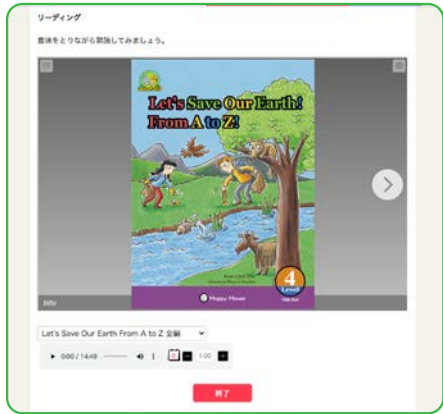 リーディング
意味をとりながら黙読してみましょう。
Let's Save Our Earth!
From A to Z!
4
Level
Happy House
Let's Save Our Earth From A to Z 全編
0:00 / 14:49
1.00
終了